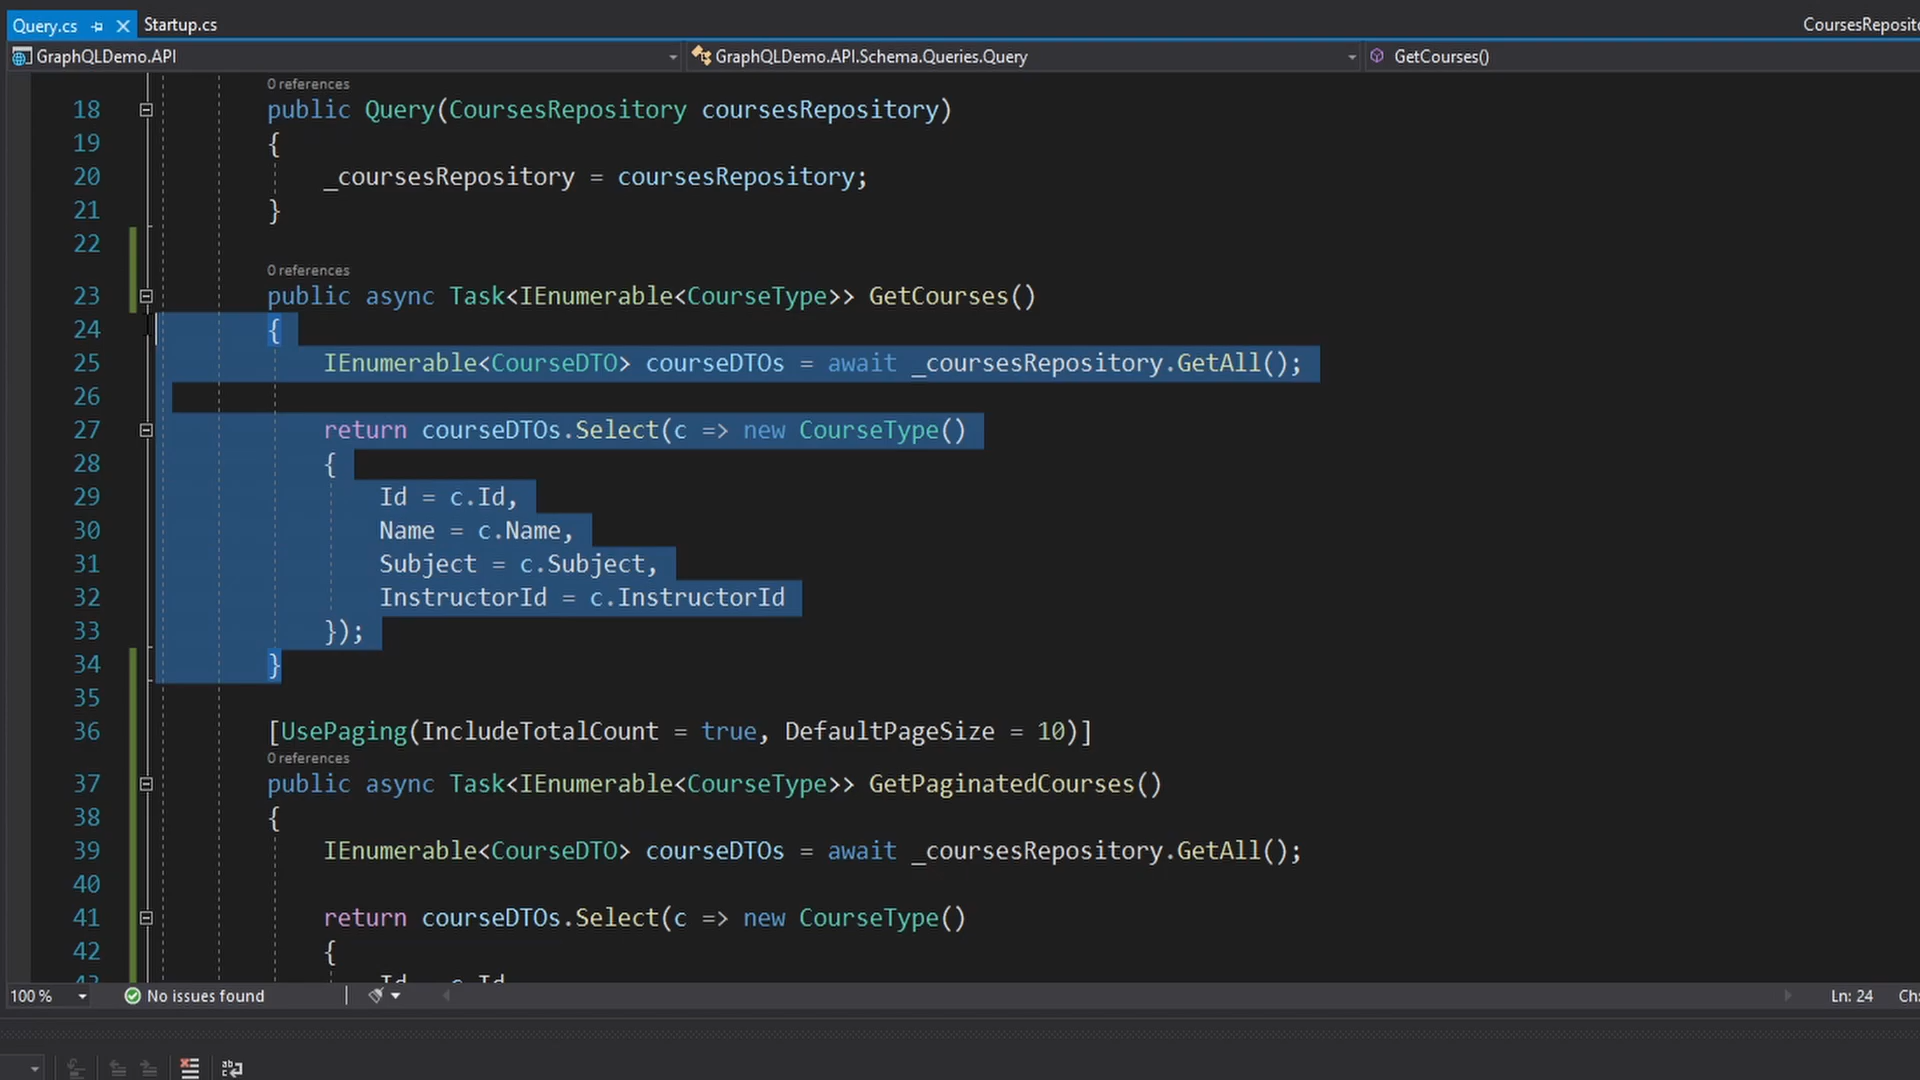 Query.cs Startup.cs CoursesReposito
GraphQLDemo.API GraphQLDemo.API.Schema.Queries.Query GetCourses()
0 references
18 public Query(CoursesRepository coursesRepository)
19 {
20 _coursesRepository = coursesRepository;
21 }
22
0 references
23 public async Task<IEnumerable<CourseType>> GetCourses()
24 {
25 IEnumerable<CourseDTO> courseDTOs = await _coursesRepository.GetAll();
26
27 return courseDTOs.Select(c => new CourseType()
28 {
29 Id = c.Id,
30 Name = c.Name,
31 Subject = c.Subject,
32 InstructorId = c.InstructorId
33 });
34 }
35
36 [UsePaging(IncludeTotalCount = true, DefaultPageSize = 10)]
0 references
37 public async Task<IEnumerable<CourseType>> GetPaginatedCourses()
38 {
39 IEnumerable<CourseDTO> courseDTOs = await _coursesRepository.GetAll();
40
41 return courseDTOs.Select(c => new CourseType()
42 {
43 Id = c.Id
100 % No issues found Ln: 24 Ch